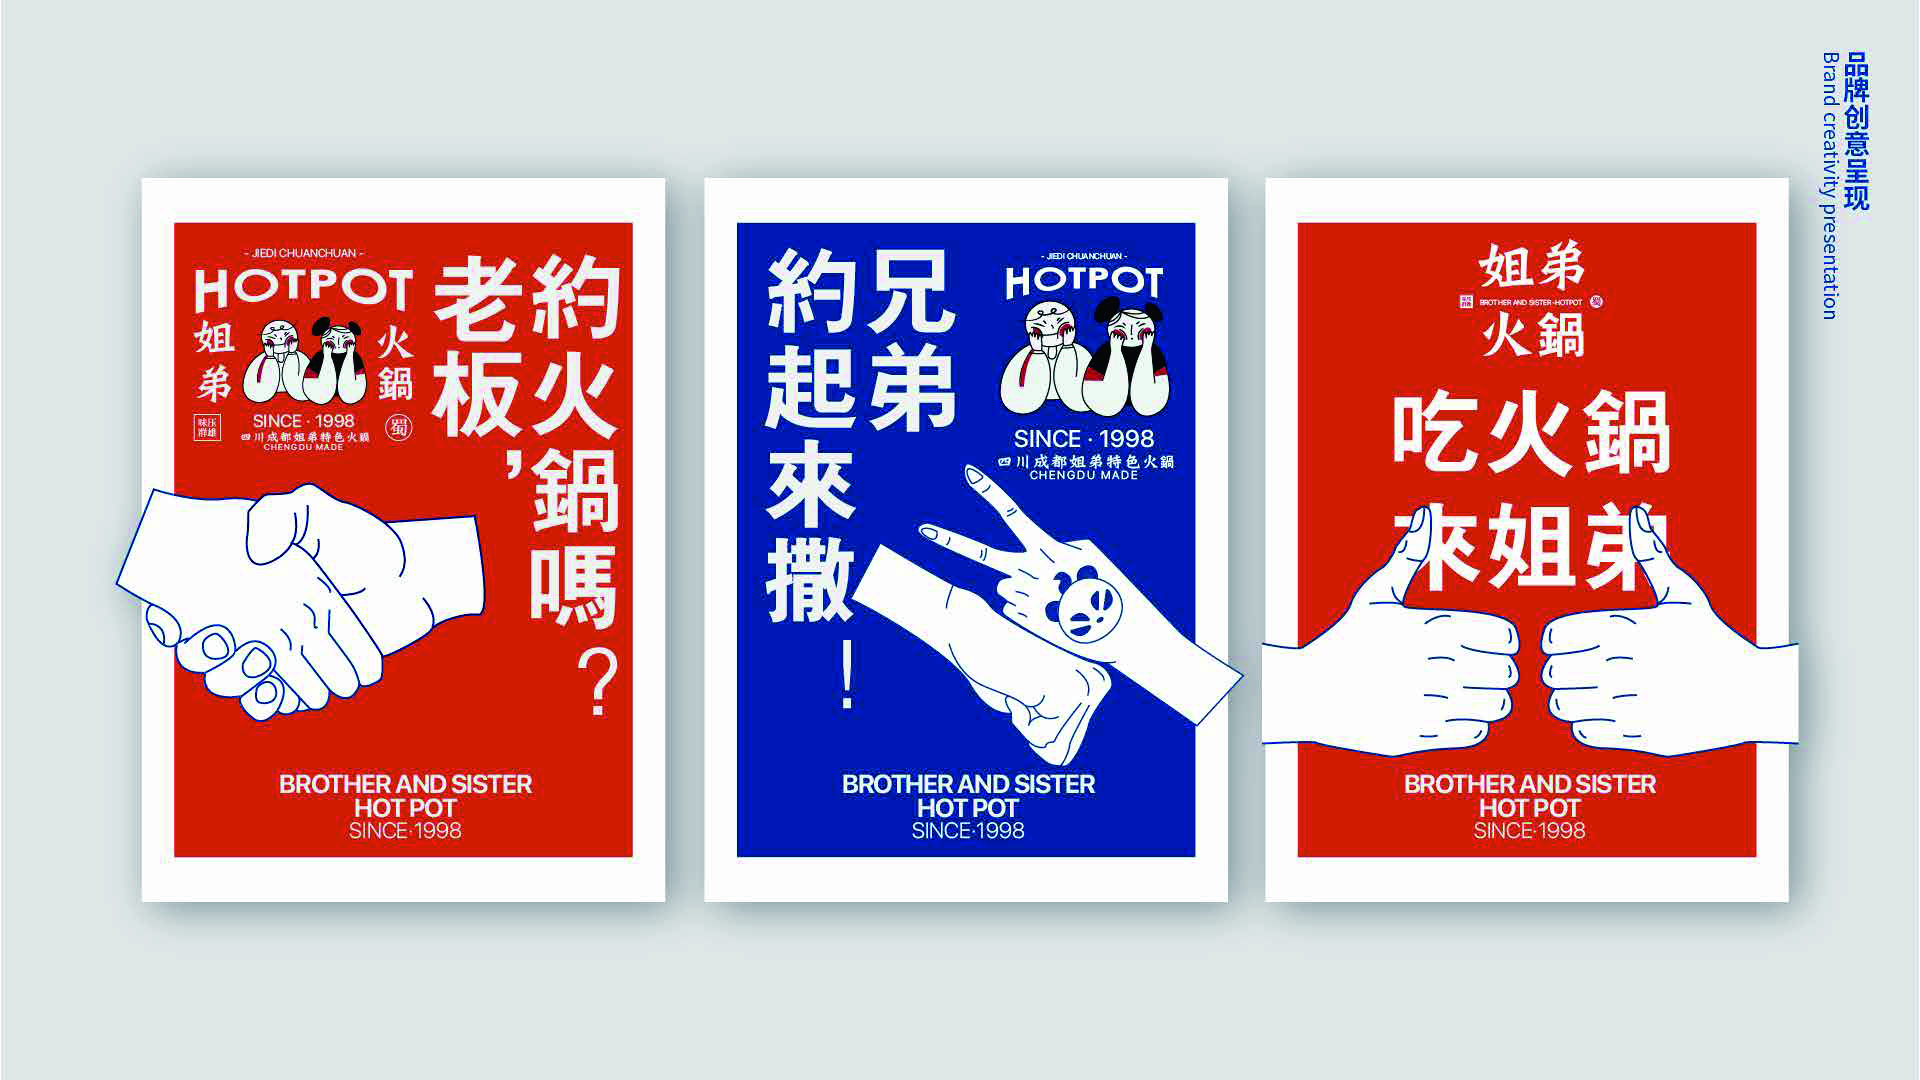 品牌创意呈现
Brand creativity presentation
- JIEDI CHUANCHUAN -
HOTPOT
姐弟
火鍋
味压
群雄
SINCE · 1998
蜀
四川成都姐弟特色火鍋
CHENGDU MADE
老板，
約火鍋嗎？
BROTHER AND SISTER
HOT POT
SINCE·1998
兄弟
約起來撒！
- JIEDI CHUANCHUAN -
HOTPOT
SINCE · 1998
四川成都姐弟特色火鍋
CHENGDU MADE
BROTHER AND SISTER
HOT POT
SINCE·1998
姐弟
BROTHER AND SISTER-HOTPOT
蜀
火鍋
吃火鍋
來姐弟
BROTHER AND SISTER
HOT POT
SINCE·1998